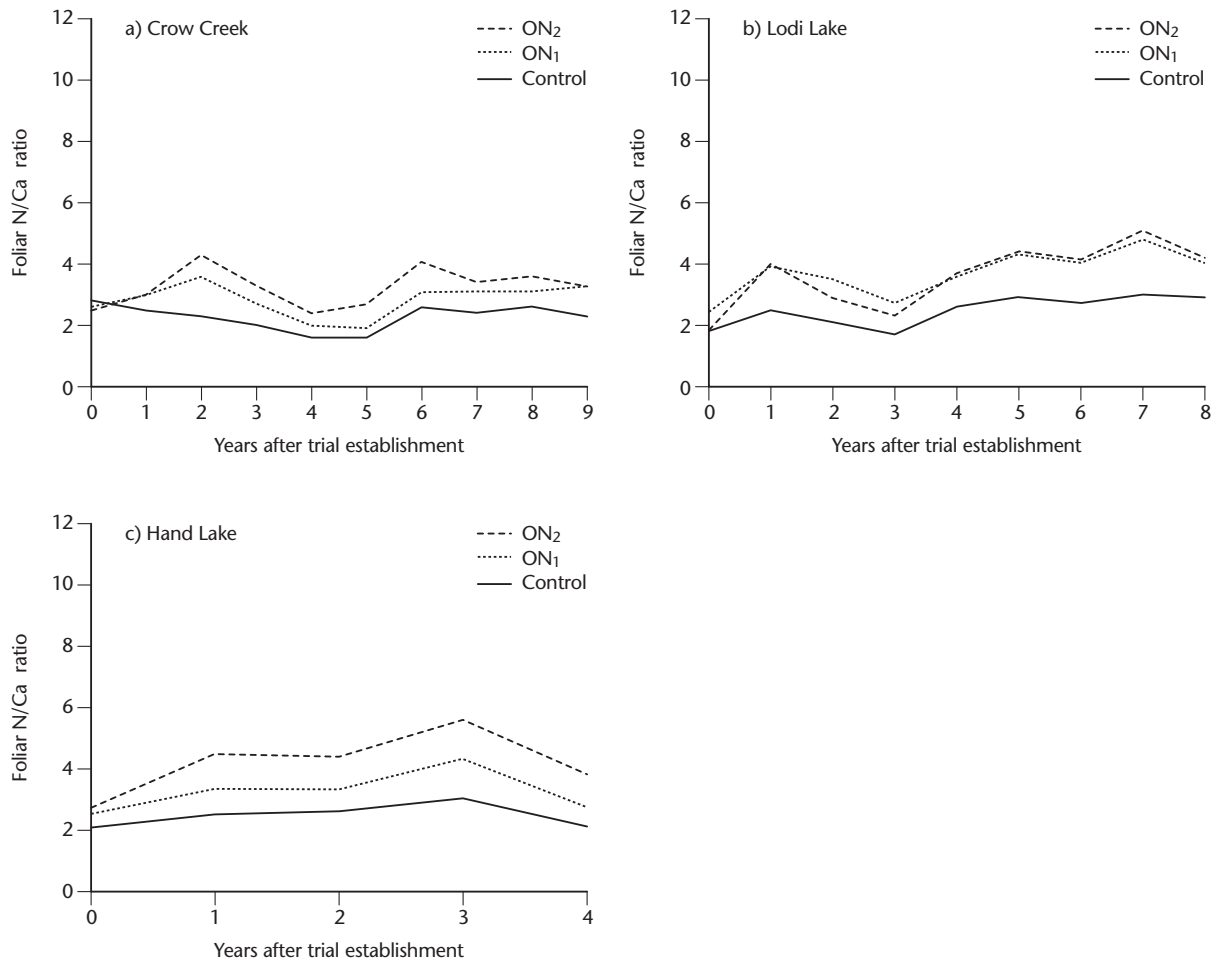 a) Crow Creek
ON2
ON1
Control
12
10
8
6
4
2
0
Foliar N/Ca ratio
0 1 2 3 4 5 6 7 8 9
Years after trial establishment
b) Lodi Lake
ON2
ON1
Control
12
10
8
6
4
2
0
Foliar N/Ca ratio
0 1 2 3 4 5 6 7 8
Years after trial establishment
c) Hand Lake
ON2
ON1
Control
12
10
8
6
4
2
0
Foliar N/Ca ratio
0 1 2 3 4
Years after trial establishment